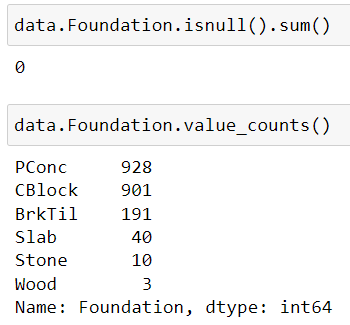 data.Foundation.isnull().sum()
0
data.Foundation.value_counts()
PConc     928
CBlock    901
BrkTil    191
Slab       40
Stone      10
Wood        3
Name: Foundation, dtype: int64